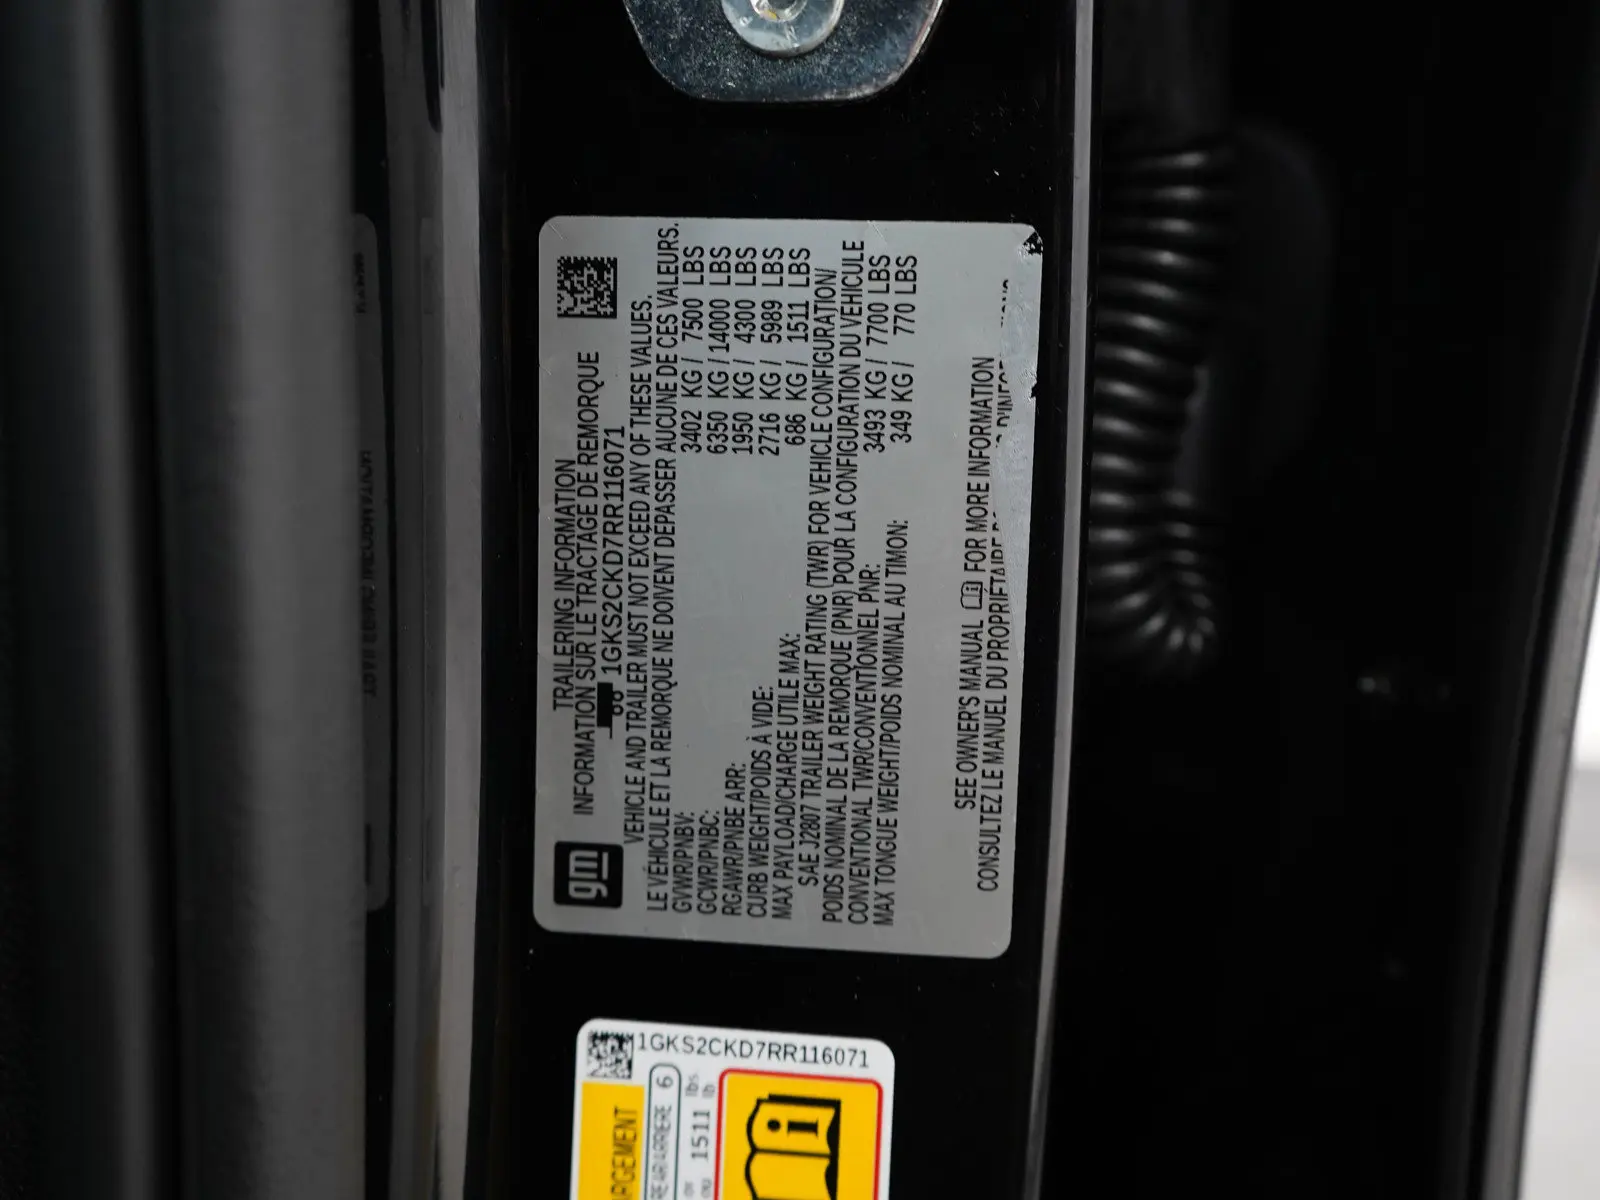 TRAILERING INFORMATION
INFORMATION SUR LE TRACTAGE DE REMORQUE
1GKS2CKD7RR116071
gm
VEHICLE AND TRAILER MUST NOT EXCEED ANY OF THESE VALUES.
LE VÉHICULE ET LA REMORQUE NE DOIVENT DEPASSER AUCUNE DE CES VALEURS.
GVWR/PNBV: 3402 KG / 7500 LBS
GCWR/PNBC: 6350 KG / 14000 LBS
RGAWR/PNBE ARR: 1950 KG / 4300 LBS
CURB WEIGHT/POIDS À VIDE: 2716 KG / 5989 LBS
MAX PAYLOAD/CHARGE UTILE MAX: 686 KG / 1511 LBS
SAE J2807 TRAILER WEIGHT RATING (TWR) FOR VEHICLE CONFIGURATION/
POIDS NOMINAL DE LA REMORQUE (PNR) POUR LA CONFIGURATION DU VÉHICULE
CONVENTIONAL TWR/CONVENTIONNEL PNR: 3493 KG / 7700 LBS
MAX TONGUE WEIGHT/POIDS NOMINAL AU TIMON: 349 KG / 770 LBS
SEE OWNER'S MANUAL FOR MORE INFORMATION
CONSULTEZ LE MANUEL DU PROPRIÉTAIRE
1GKS2CKD7RR116071
RGEMENT
REAR/ARRIERE 6
1511 lbs
lb